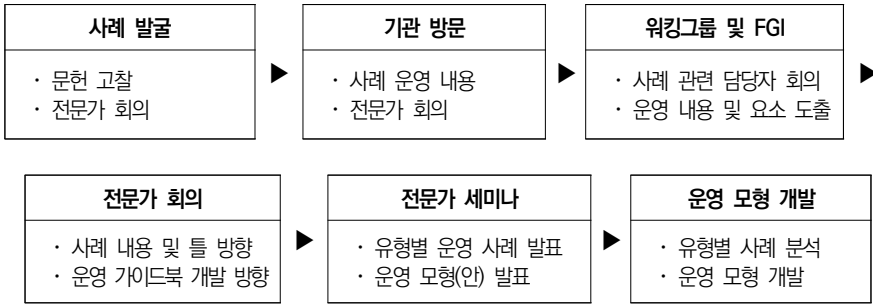 사례 발굴
· 문헌 고찰
· 전문가 회의
▶
기관 방문
· 사례 운영 내용
· 전문가 회의
▶
워킹그룹 및 FGI
· 사례 관련 담당자 회의
· 운영 내용 및 요소 도출
▶
전문가 회의
· 사례 내용 및 틀 방향
· 운영 가이드북 개발 방향
▶
전문가 세미나
· 유형별 운영 사례 발표
· 운영 모형(안) 발표
▶
운영 모형 개발
· 유형별 사례 분석
· 운영 모형 개발